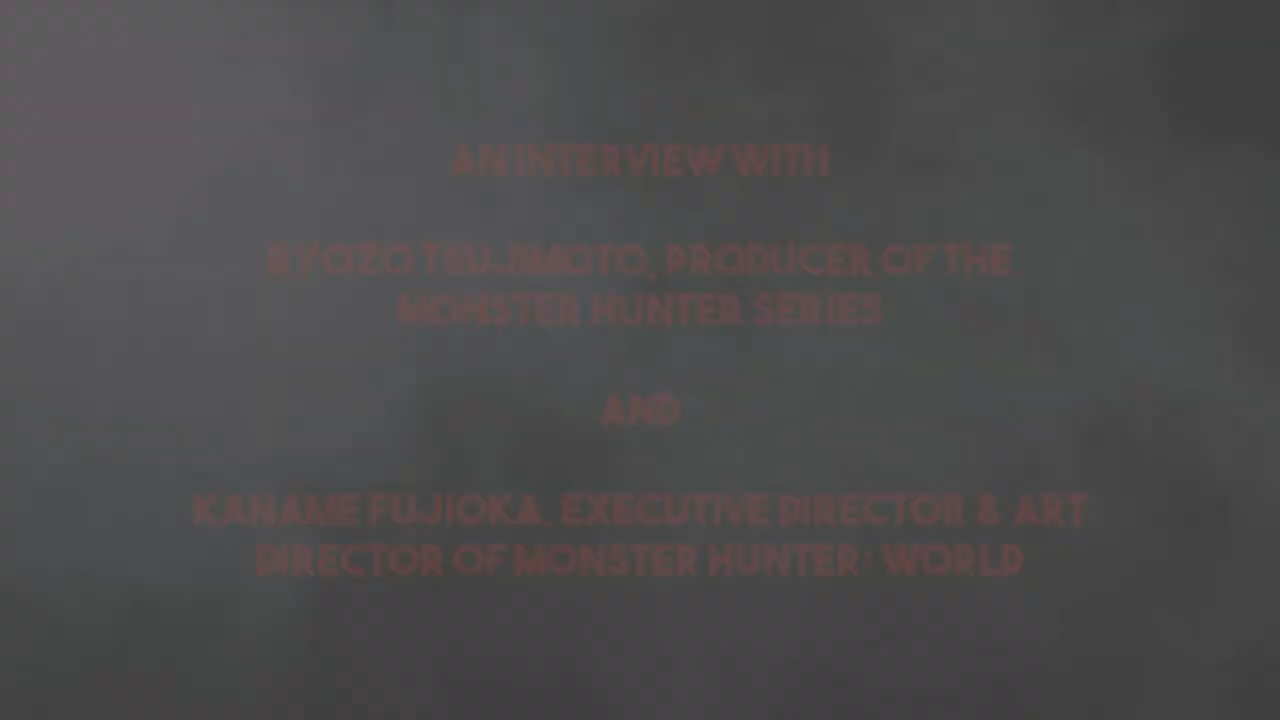 AN INTERVIEW WITH
RYOZO TSUJIMOTO, PRODUCER OF THE
MONSTER HUNTER SERIES
AND
KANAME FUJIOKA, EXECUTIVE DIRECTOR & ART
DIRECTOR OF MONSTER HUNTER: WORLD